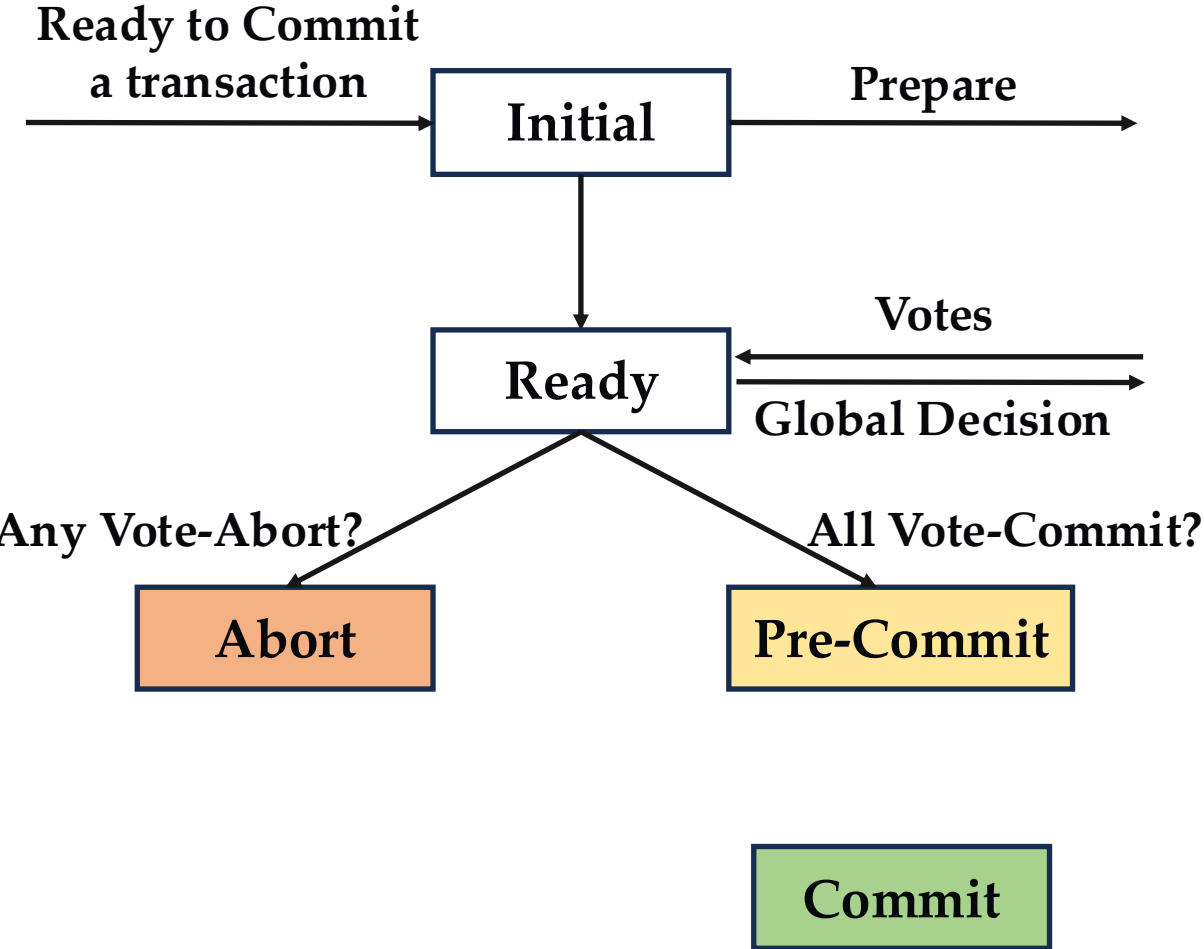 Ready to Commit
a transaction
Prepare
Initial
Votes
Ready
Global Decision
Any Vote-Abort?
All Vote-Commit?
Abort
Pre-Commit
Commit